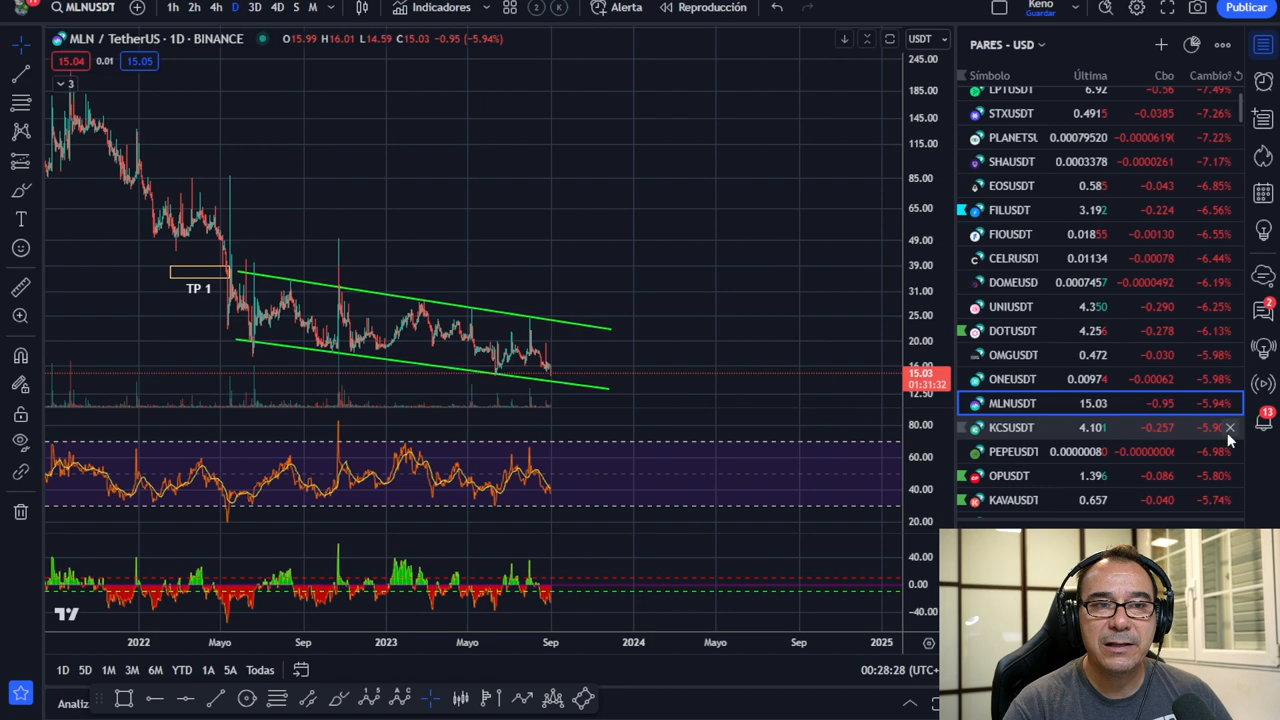 11
MLNUSDT 1h 2h 4h D 3D 4D S M Indicadores 2 K Alerta Reproducción Keno Guardar Publicar
MLN / TetherUS · 1D · BINANCE O15.99 H16.01 L14.59 C15.03 -0.95 (-5.94%) USDT
15.04 0.01 15.05
3
245.00
185.00
145.00
115.00
85.00
65.00
49.00
39.00
31.00
25.00
20.00
16.00
15.03
01:31:32
12.50
TP 1
80.00
60.00
40.00
20.00
40.00
0.00
-40.00
2022 Mayo Sep 2023 Mayo Sep 2024 Mayo Sep 2025
1D 5D 1M 3M 6M YTD 1A 5A Todas 00:28:28 (UTC+
Analiz
PARES - USD
Símbolo Última Cbo Cambio%
LPTUSDT 6.92 -0.56 -7.49%
STXUSDT 0.4915 -0.0385 -7.26%
PLANETSU 0.00079520 -0.0000619 -7.22%
SHAUSDT 0.0003378 -0.0000261 -7.17%
EOSUSDT 0.585 -0.043 -6.85%
FILUSDT 3.192 -0.224 -6.56%
FIOUSDT 0.01855 -0.00130 -6.55%
CELRUSDT 0.01134 -0.00078 -6.44%
DOMEUSD 0.0007457 -0.0000492 -6.19%
UNIUSDT 4.350 -0.290 -6.25%
DOTUSDT 4.256 -0.278 -6.13%
OMGUSDT 0.472 -0.030 -5.98%
ONEUSDT 0.00974 -0.00062 -5.98%
MLNUSDT 15.03 -0.95 -5.94%
KCSUSDT 4.101 -0.257 -5.90
PEPEUSDT 0.0000080 -0.0000000 -6.98%
OPUSDT 1.396 -0.086 -5.80%
KAVAUSDT 0.657 -0.040 -5.74%
2
13